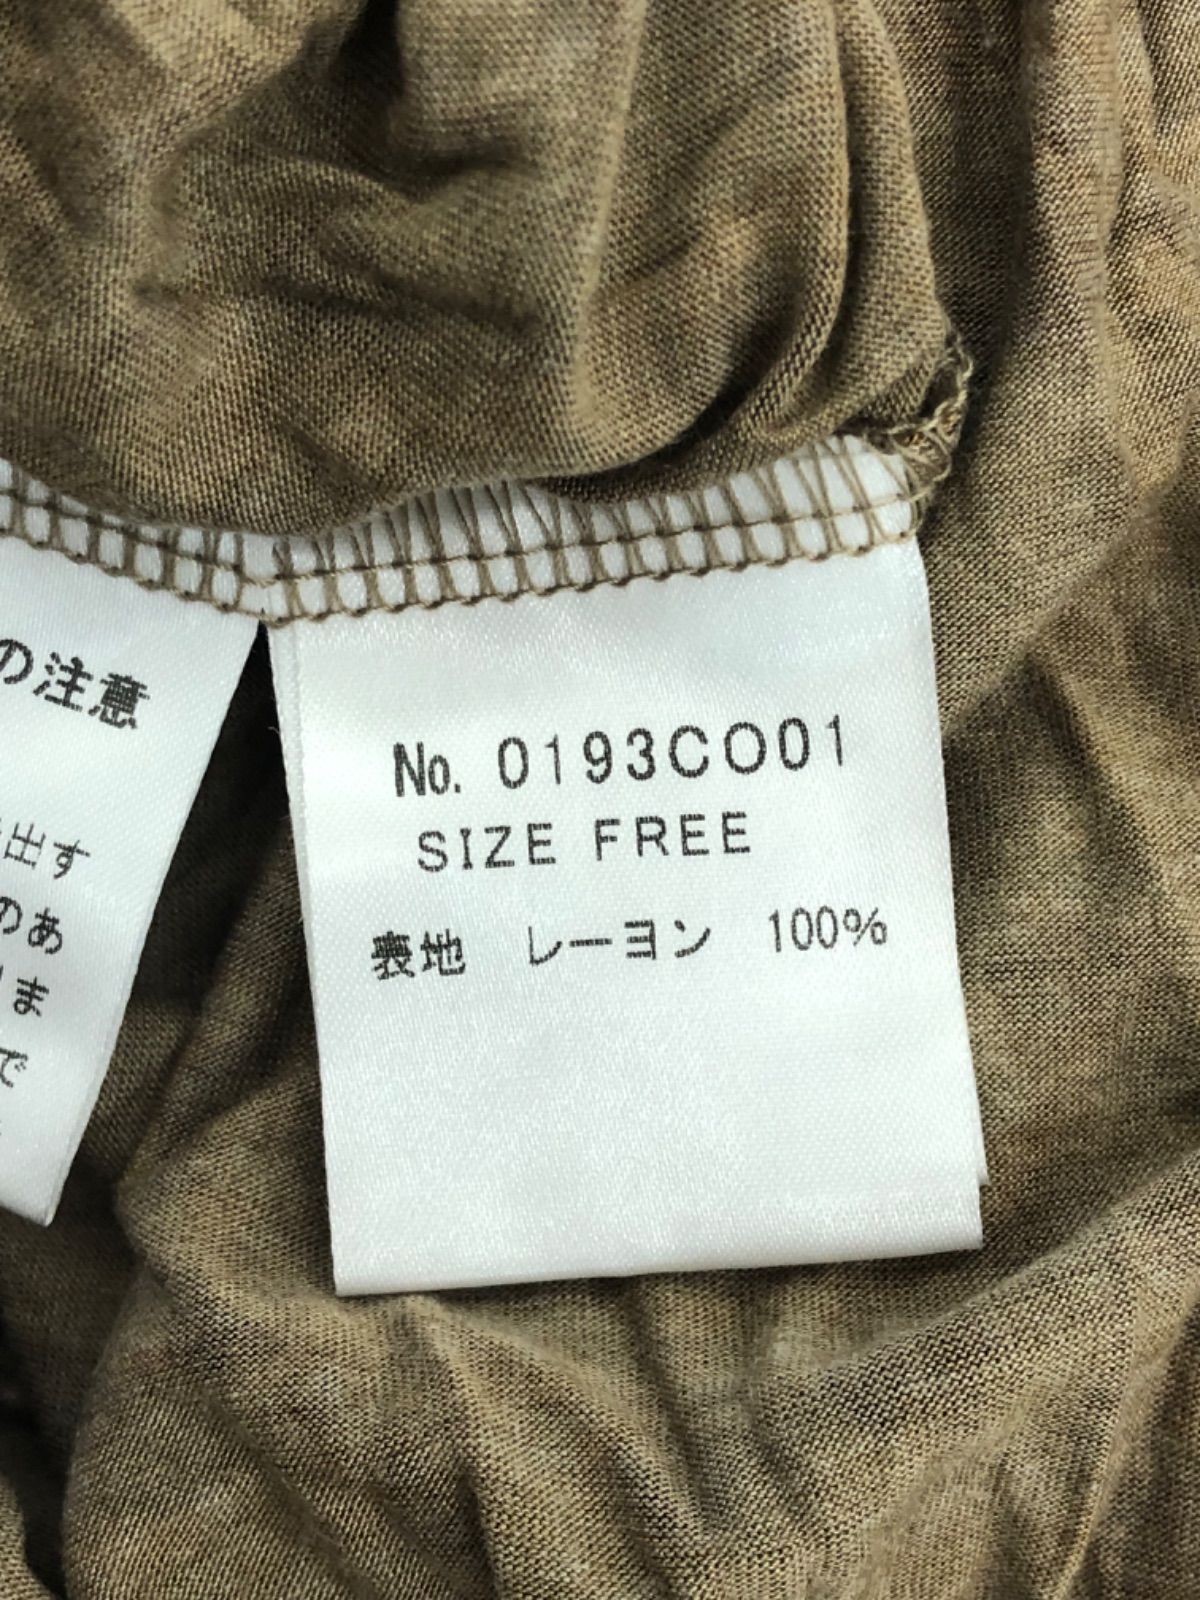 の注意
出す
のあ
りま
で
No. 0193CO01
SIZE FREE
表地 レーヨン 100%